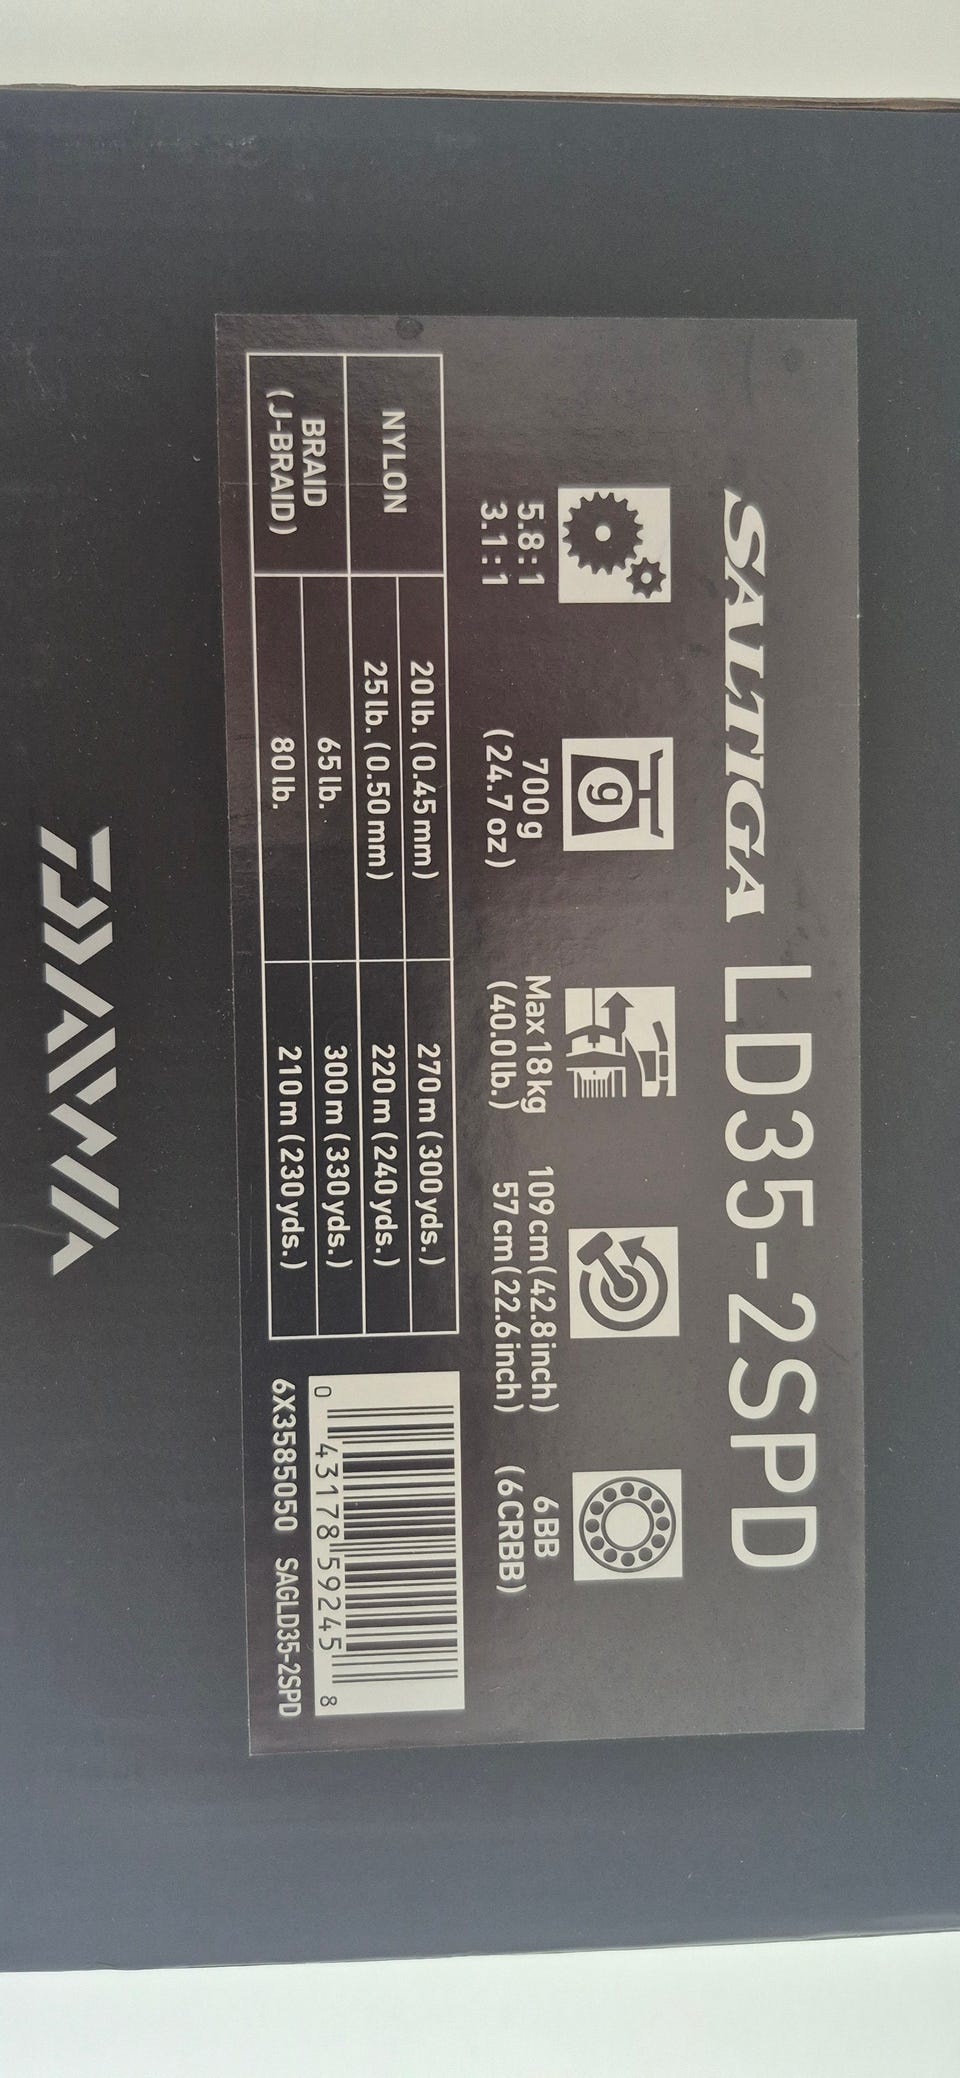 SALTIGA LD35-2SPD
5.8:1
3.1:1
g
700g
(24.7oz)
Max18kg
(40.0lb.)
109cm(42.8inch)
57cm(22.6inch)
6BB
(6CRBB)
NYLON
20lb.(0.45mm) 270m(300yds.)
25lb.(0.50mm) 220m(240yds.)
BRAID
(J-BRAID)
65lb. 300m(330yds.)
80lb. 210m(230yds.)
0 43178 59245 8
6X3585050 SAGLD35-2SPD
DAIWA